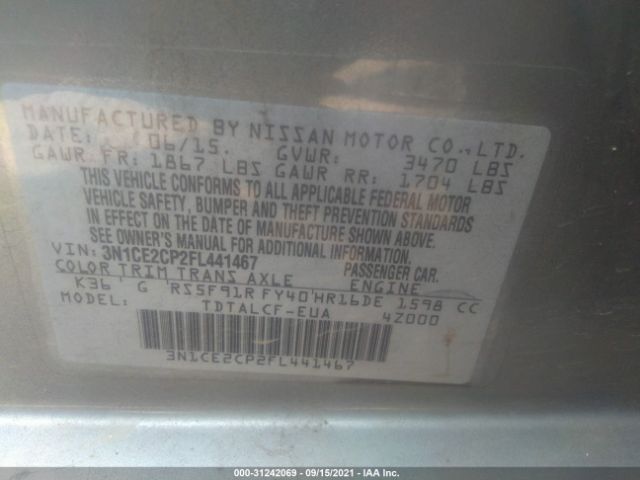 MANUFACTURED BY NISSAN MOTOR CO.,LTD.
DATE: 06/15. GVWR: 3470 LBS
GAWR FR: 1867 LBS GAWR RR: 1704 LBS
THIS VEHICLE CONFORMS TO ALL APPLICABLE FEDERAL MOTOR
VEHICLE SAFETY, BUMPER AND THEFT PREVENTION STANDARDS
IN EFFECT ON THE DATE OF MANUFACTURE SHOWN ABOVE.
SEE OWNER'S MANUAL FOR ADDITIONAL INFORMATION.
VIN: 3N1CE2CP2FL441467 PASSENGER CAR.
COLOR TRIM TRANS AXLE ENGINE
K36 G RS5F91R FY40 HR16DE 1598 CC
MODEL: TDTALCF-EUA 4Z000
3N1CE2CP2FL441467
000-31242069 - 09/15/2021 - IAA Inc.